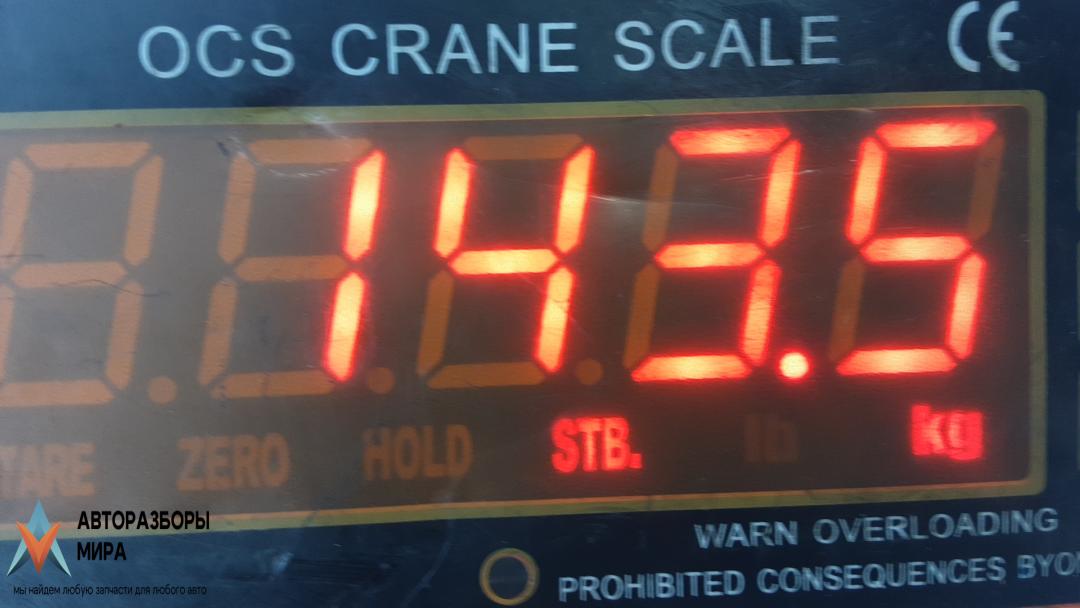 OCS CRANE SCALE CE
143.5
TARE ZERO HOLD STB. lb kg
WARN OVERLOADING
PROHIBITED CONSEQUENCES
АВТОРАЗБОРЫ
МИРА
мы найдем любую запчасти для любого авто